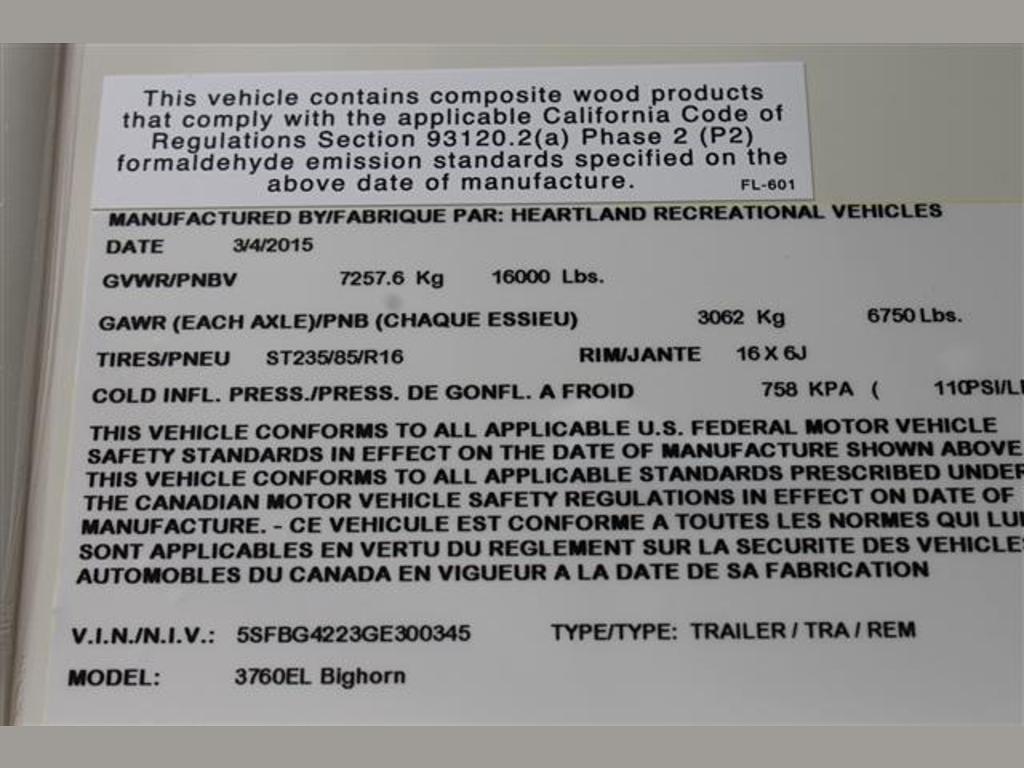 This vehicle contains composite wood products
that comply with the applicable California Code of
Regulations Section 93120.2(a) Phase 2 (P2)
formaldehyde emission standards specified on the
above date of manufacture. FL-601
MANUFACTURED BY/FABRIQUE PAR: HEARTLAND RECREATIONAL VEHICLES
DATE 3/4/2015
GVWR/PNBV 7257.6 Kg 16000 Lbs.
GAWR (EACH AXLE)/PNB (CHAQUE ESSIEU) 3062 Kg 6750 Lbs.
TIRES/PNEU ST235/85/R16 RIM/JANTE 16 X 6J
COLD INFL. PRESS./PRESS. DE GONFL. A FROID 758 KPA ( 110PSI/L
THIS VEHICLE CONFORMS TO ALL APPLICABLE U.S. FEDERAL MOTOR VEHICLE
SAFETY STANDARDS IN EFFECT ON THE DATE OF MANUFACTURE SHOWN ABOVE
THIS VEHICLE CONFORMS TO ALL APPLICABLE STANDARDS PRESCRIBED UNDER
THE CANADIAN MOTOR VEHICLE SAFETY REGULATIONS IN EFFECT ON DATE OF
MANUFACTURE. - CE VEHICULE EST CONFORME A TOUTES LES NORMES QUI LUI
SONT APPLICABLES EN VERTU DU REGLEMENT SUR LA SECURITE DES VEHICLES
AUTOMOBLES DU CANADA EN VIGUEUR A LA DATE DE SA FABRICATION
V.I.N./N.I.V.: 5SFBG4223GE300345 TYPE/TYPE: TRAILER / TRA / REM
MODEL: 3760EL Bighorn